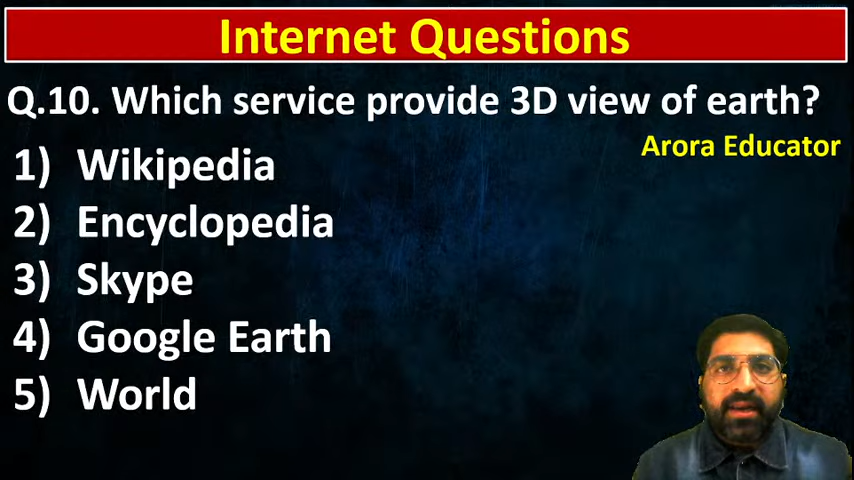 Internet Questions
Q.10. Which service provide 3D view of earth?
Arora Educator
1) Wikipedia
2) Encyclopedia
3) Skype
4) Google Earth
5) World